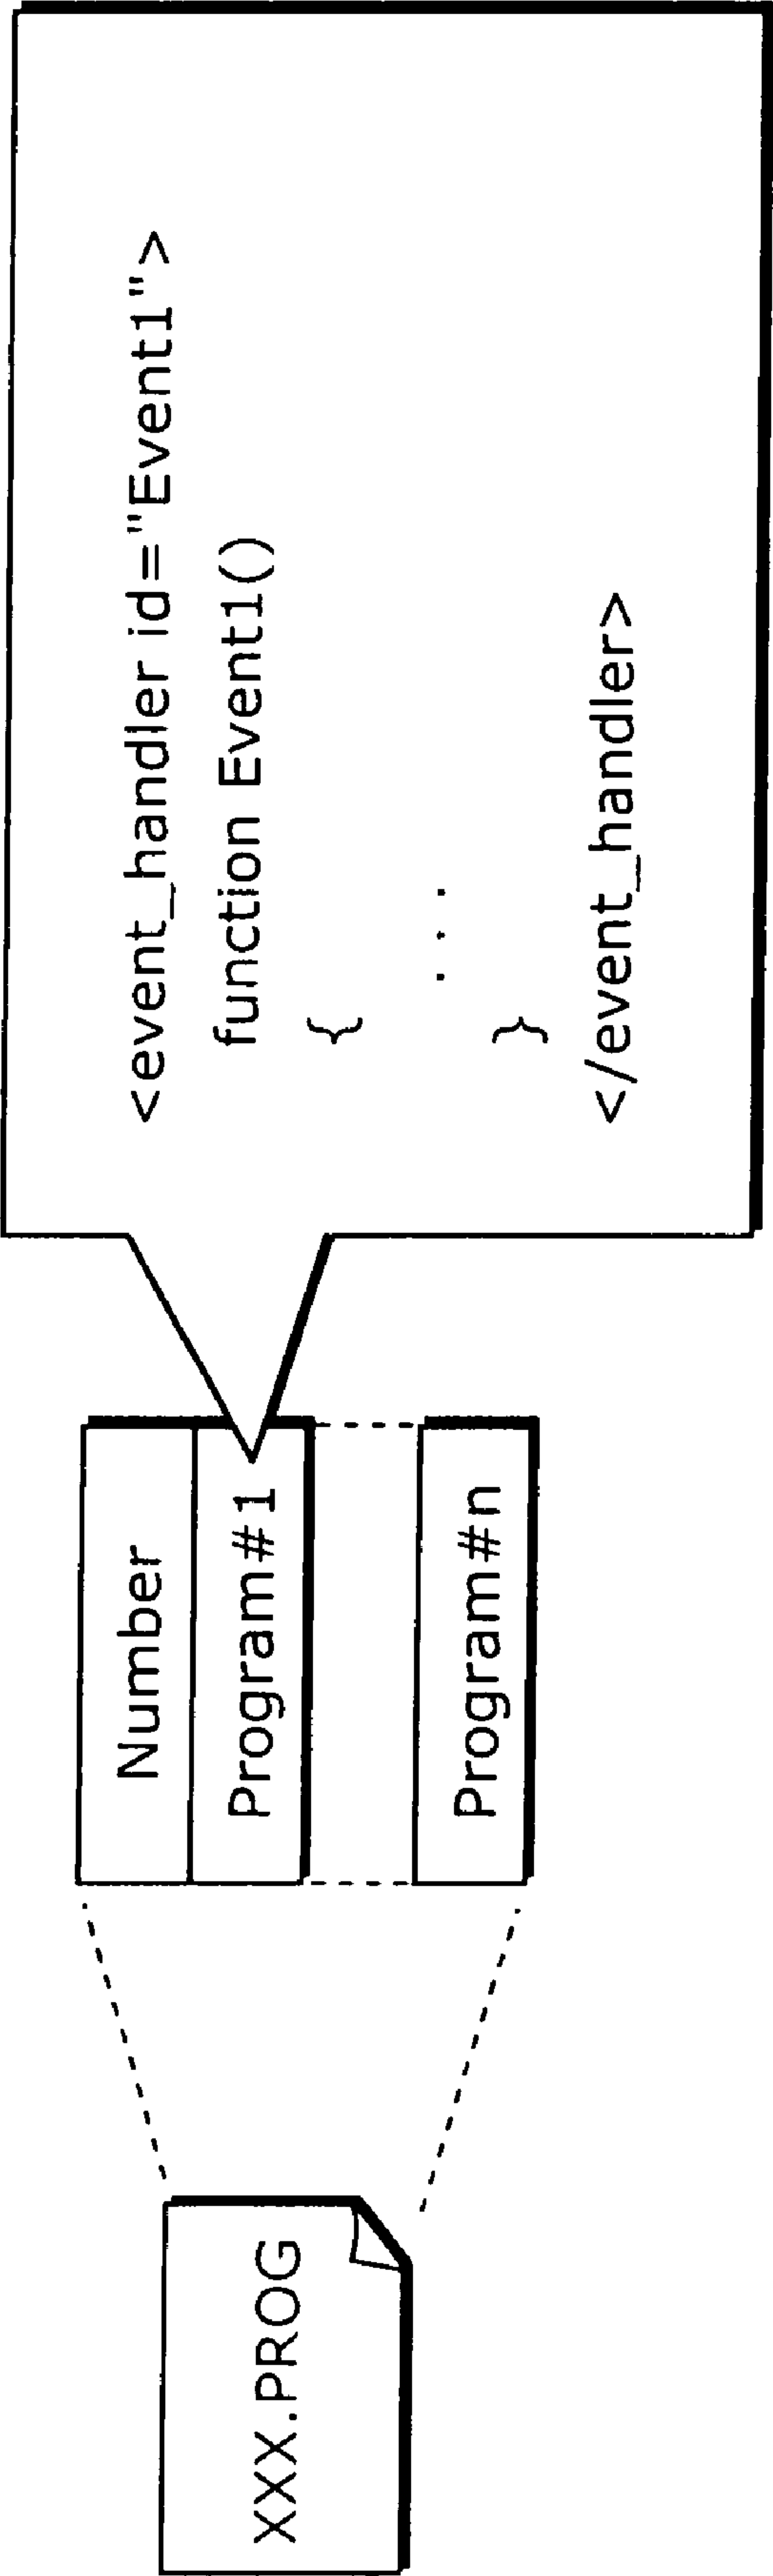 XXX.PROG
Number
Program#1
Program#n
<event_handler id="Event1">
function Event1()
{
...
}
</event_handler>